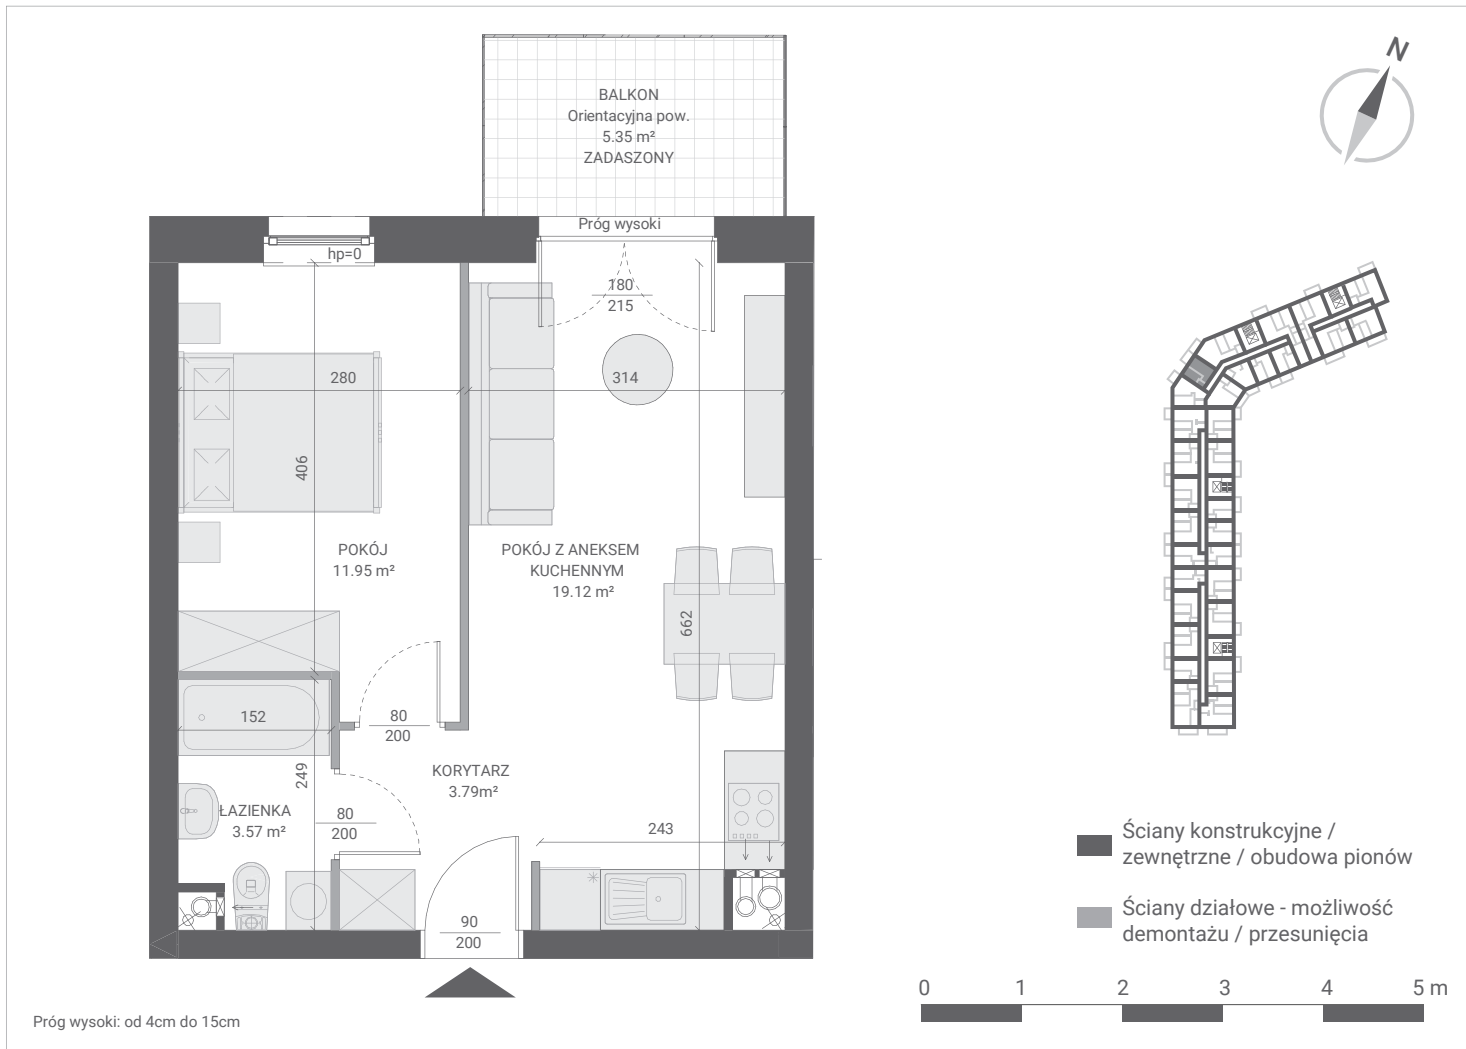 N
BALKON
Orientacyjna pow.
5.35 m²
ZADASZONY
Próg wysoki
hp=0
180
215
280
314
406
POKÓJ
11.95 m²
POKÓJ Z ANEKSEM
KUCHENNYM
19.12 m²
662
152
80
200
249
KORYTARZ
3.79m²
ŁAZIENKA
3.57 m²
80
200
243
90
200
Ściany konstrukcyjne /
zewnętrzne / obudowa pionów
Ściany działowe - możliwość
demontażu / przesunięcia
0 1 2 3 4 5 m
Próg wysoki: od 4cm do 15cm